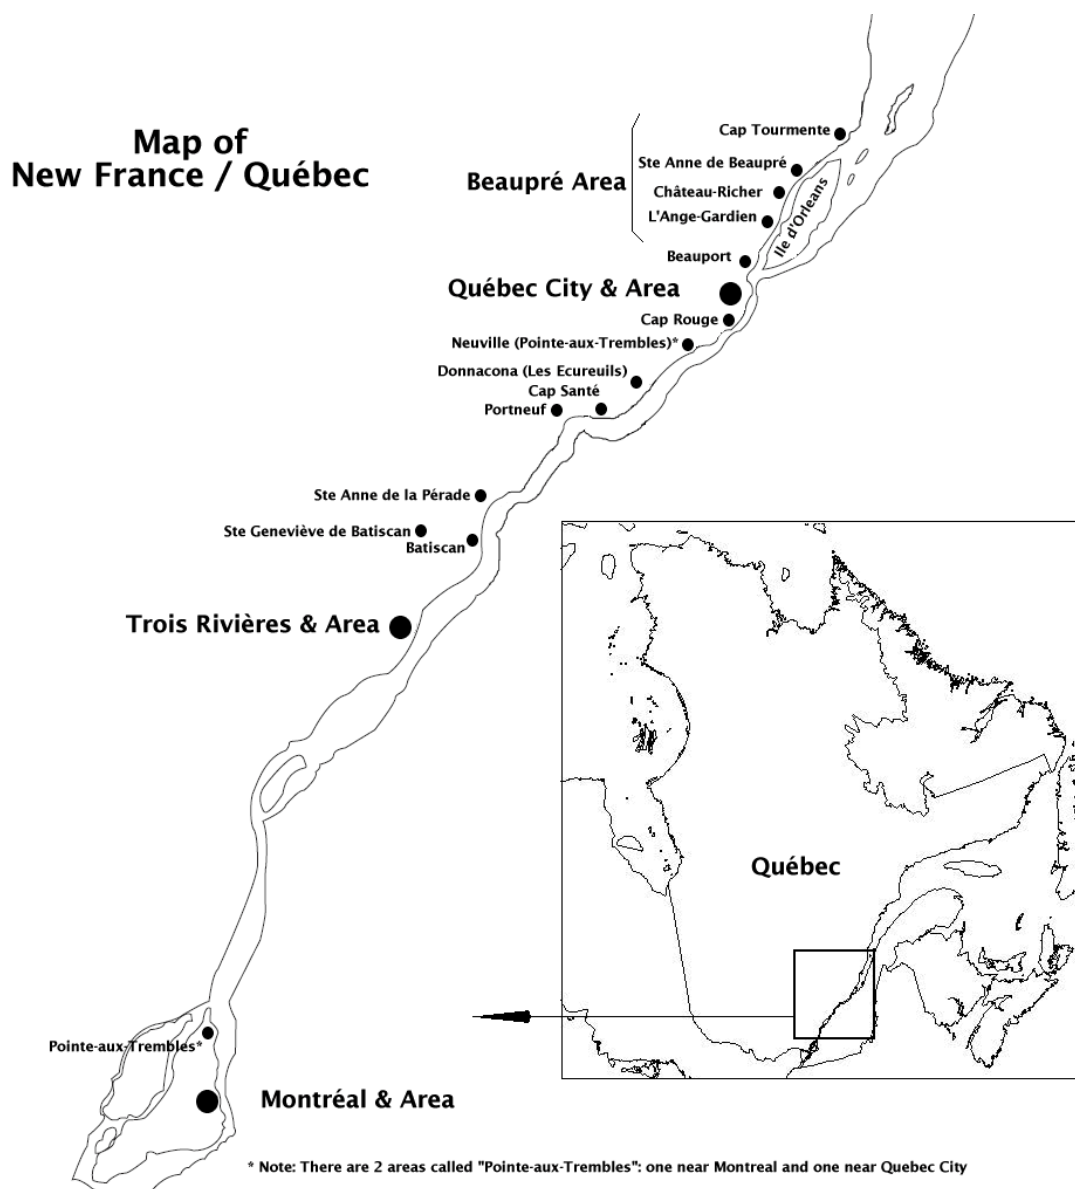 Map of
New France / Québec
Cap Tourmente
Ste Anne de Beaupré
Beaupré Area
Château-Richer
L'Ange-Gardien
Ile d'Orleans
Beauport
Québec City & Area
Cap Rouge
Neuville (Pointe-aux-Trembles)*
Donnacona (Les Ecureuils)
Cap Santé
Portneuf
Ste Anne de la Pérade
Ste Geneviève de Batiscan
Batiscan
Trois Rivières & Area
Québec
Pointe-aux-Trembles*
Montréal & Area
* Note: There are 2 areas called "Pointe-aux-Trembles": one near Montreal and one near Quebec City